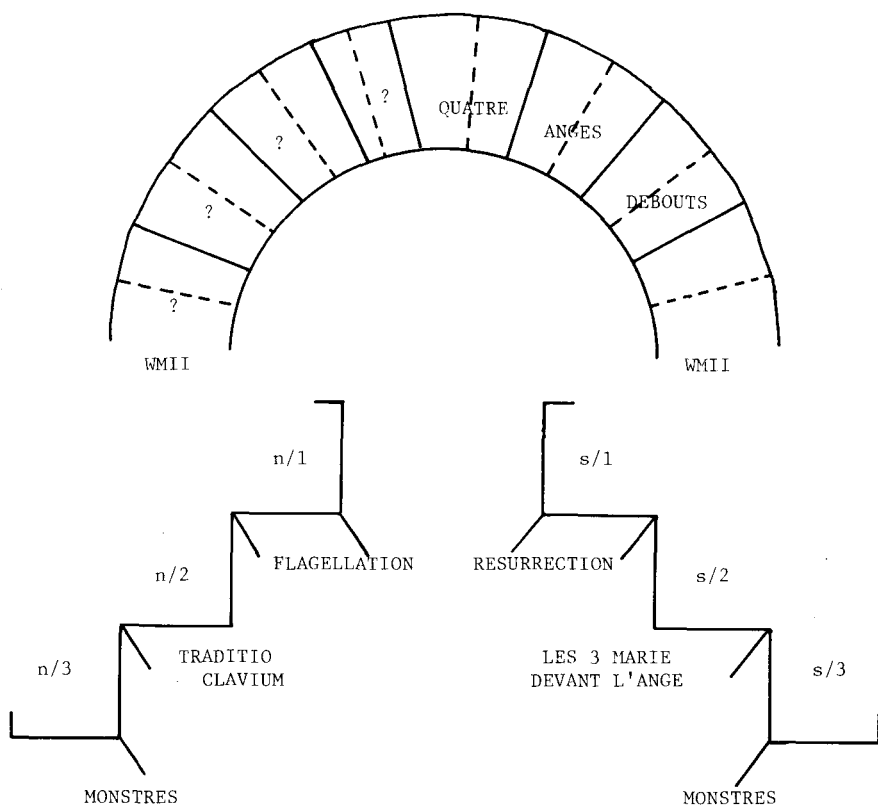 ?
QUATRE
?
ANGES
?
DEBOUTS
?
WMII
WMII
n/1
s/1
n/2
FLAGELLATION
RESURRECTION
s/2
n/3
TRADITIO
CLAVIUM
LES 3 MARIE
DEVANT L'ANGE
s/3
MONSTRES
MONSTRES